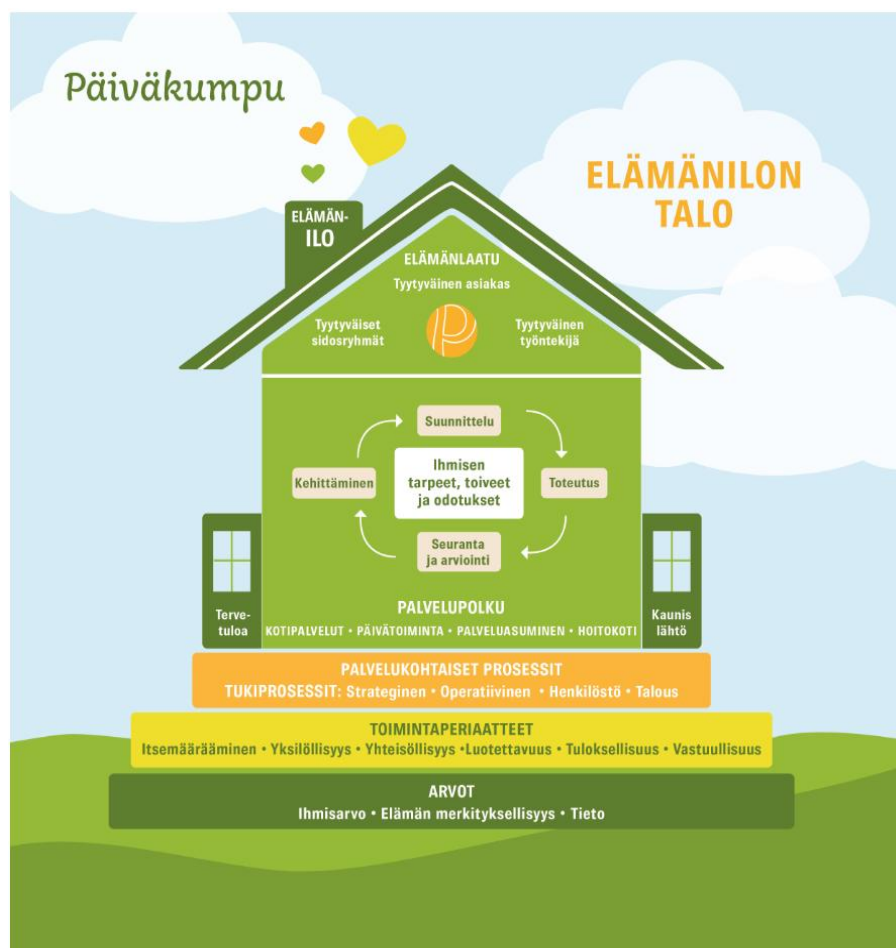 Päiväkumpu
ELÄMÄNILON
TALO
ELÄMÄN-
ILO
ELÄMÄNLAATU
Tyytyväinen asiakas
Tyytyväiset
sidosryhmät
Tyytyväinen
työntekijä
Suunnittelu
Kehittäminen
Ihmisen
tarpeet, toiveet
ja odotukset
Toteutus
Seuranta
ja arviointi
Terve-
tuloa
PALVELUPOLKU
KOTIPALVELUT • PÄIVÄTOIMINTA • PALVELUASUMINEN • HOITOKOTI
Kaunis
lähtö
PALVELUKOHTAISET PROSESSIT
TUKIPROSESSIT: Strateginen • Operatiivinen • Henkilöstö • Talous
TOIMINTAPERIAATTEET
Itsemäärääminen • Yksilöllisyys • Yhteisöllisyys •Luotettavuus • Tuloksellisuus • Vastuullisuus
ARVOT
Ihmisarvo • Elämän merkityksellisyys • Tieto